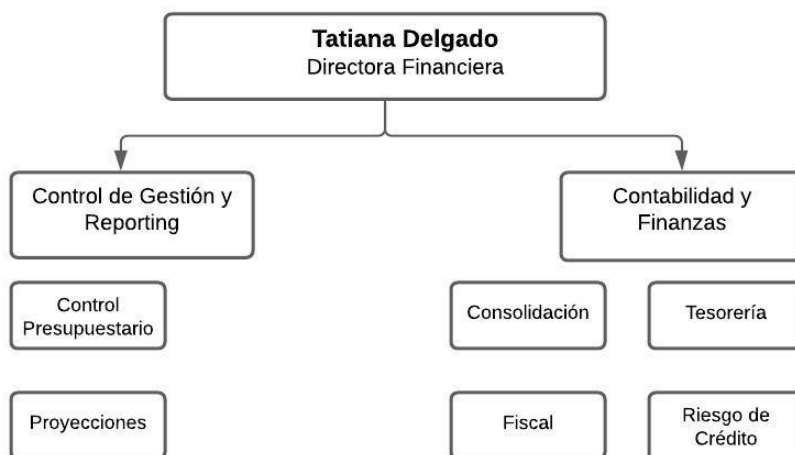 Tatiana Delgado
Directora Financiera
Control de Gestión y
Reporting
Contabilidad y
Finanzas
Control
Presupuestario
Consolidación
Tesorería
Proyecciones
Fiscal
Riesgo de
Crédito